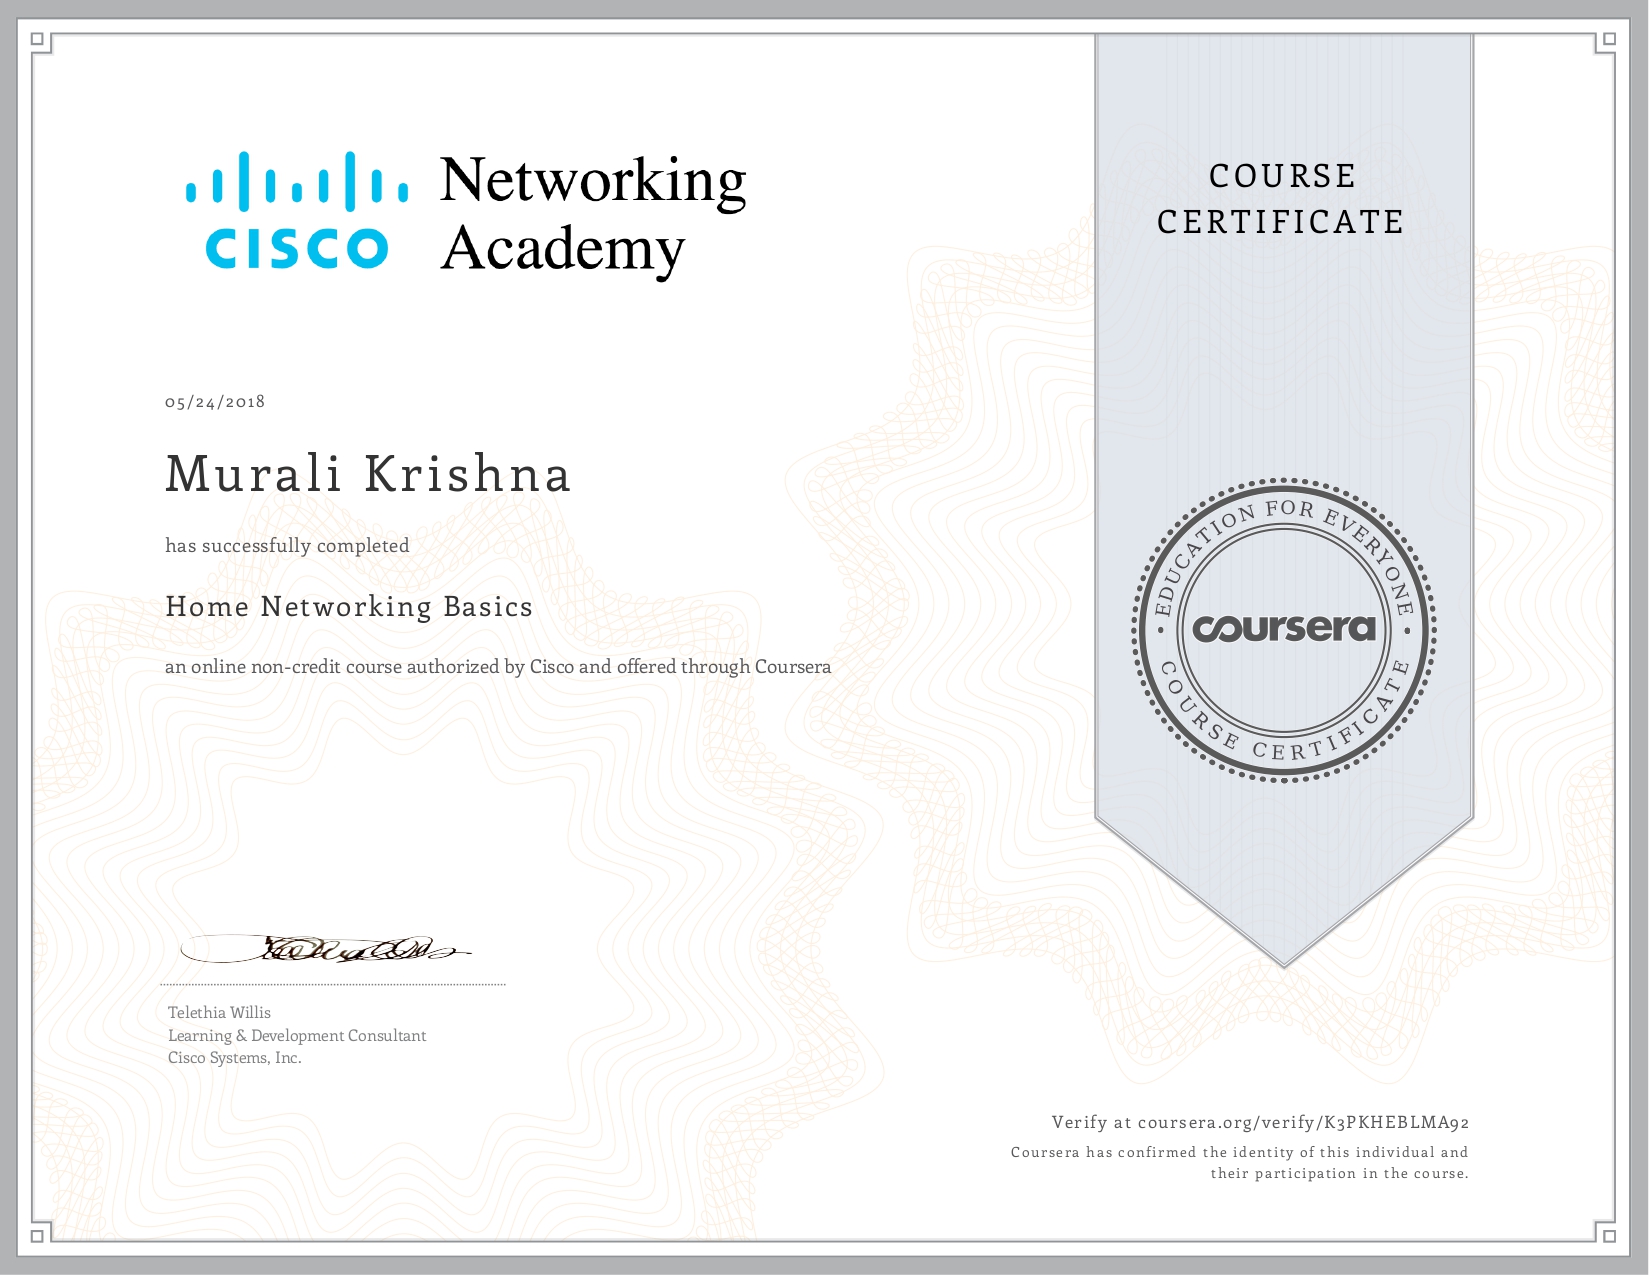 CISCO
Networking
Academy
COURSE
CERTIFICATE
05/24/2018
Murali Krishna
has successfully completed
Home Networking Basics
an online non-credit course authorized by Cisco and offered through Coursera
EDUCATION FOR EVERYONE
coursera
COURSE CERTIFICATE
Telethia Willis
Learning & Development Consultant
Cisco Systems, Inc.
Verify at coursera.org/verify/K3PKHEBLMA92
Coursera has confirmed the identity of this individual and
their participation in the course.